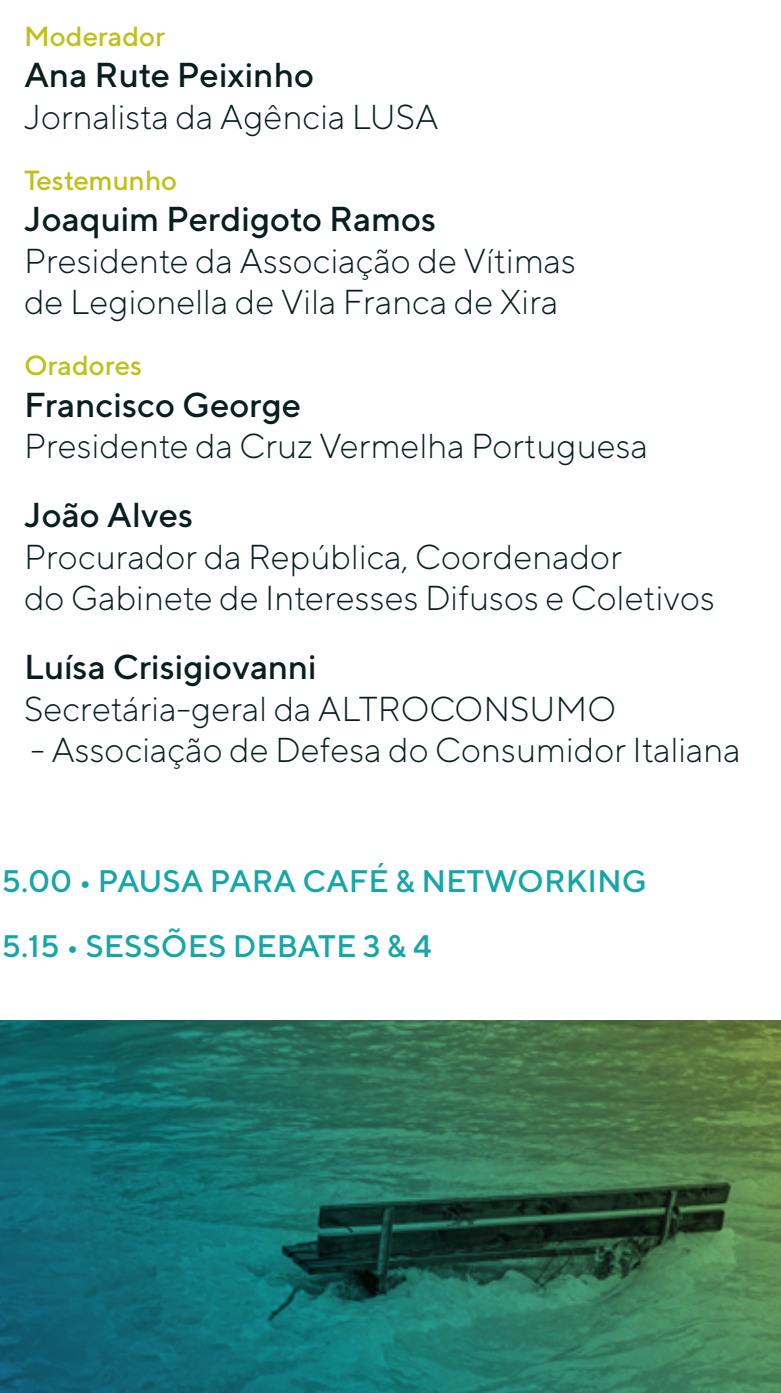 Moderador
Ana Rute Peixinho
Jornalista da Agência LUSA
Testemunho
Joaquim Perdigoto Ramos
Presidente da Associação de Vítimas
de Legionella de Vila Franca de Xira
Oradores
Francisco George
Presidente da Cruz Vermelha Portuguesa
João Alves
Procurador da República, Coordenador
do Gabinete de Interesses Difusos e Coletivos
Luísa Crisigiovanni
Secretária-geral da ALTROCONSUMO
- Associação de Defesa do Consumidor Italiana
5.00 • PAUSA PARA CAFÉ & NETWORKING
5.15 • SESSÕES DEBATE 3 & 4